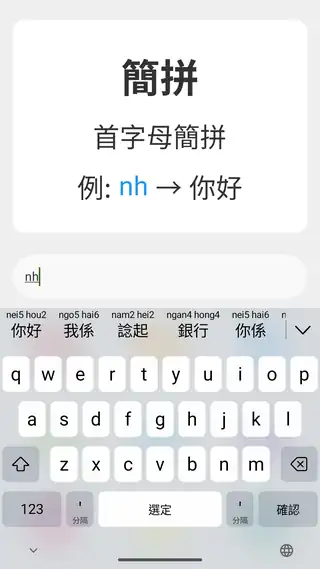 簡拼
首字母簡拼
例: nh → 你好
nh
nei5 hou2 ngo5 hai6 nam2 hei2 ngan4 hong4 nei5 hai6
你好 我係 諗起 銀行 你係
q w e r t y u i o p
a s d f g h j k l
z x c v b n m
123 ' 選定 ' 確認
分隔 分隔